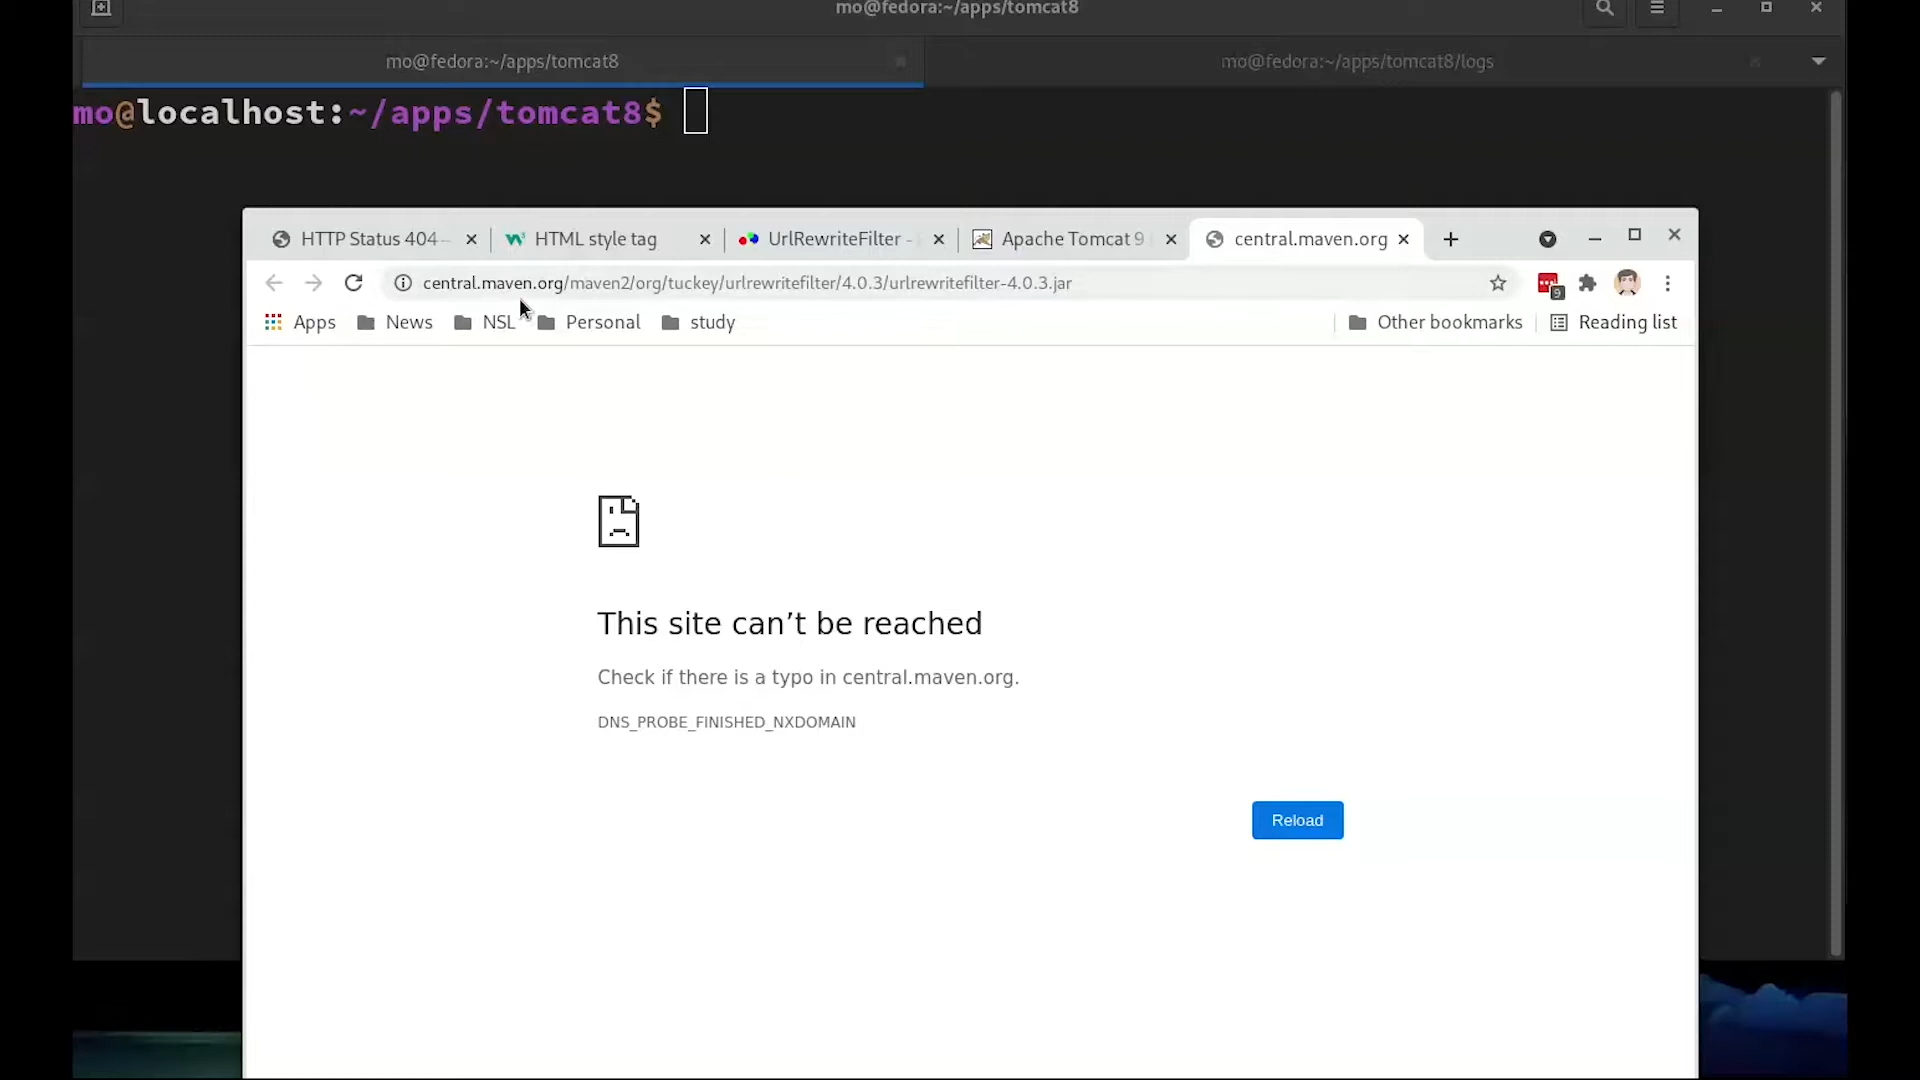 mo@fedora:~/apps/tomcat8
mo@fedora:~/apps/tomcat8
mo@fedora:~/apps/tomcat8/logs
mo@localhost:~/apps/tomcat8$
HTTP Status 404
HTML style tag
UrlRewriteFilter -
Apache Tomcat 9
central.maven.org
central.maven.org/maven2/org/tuckey/urlrewritefilter/4.0.3/urlrewritefilter-4.0.3.jar
9
Apps
News
NSL
Personal
study
Other bookmarks
Reading list
This site can’t be reached
Check if there is a typo in central.maven.org.
DNS_PROBE_FINISHED_NXDOMAIN
Reload